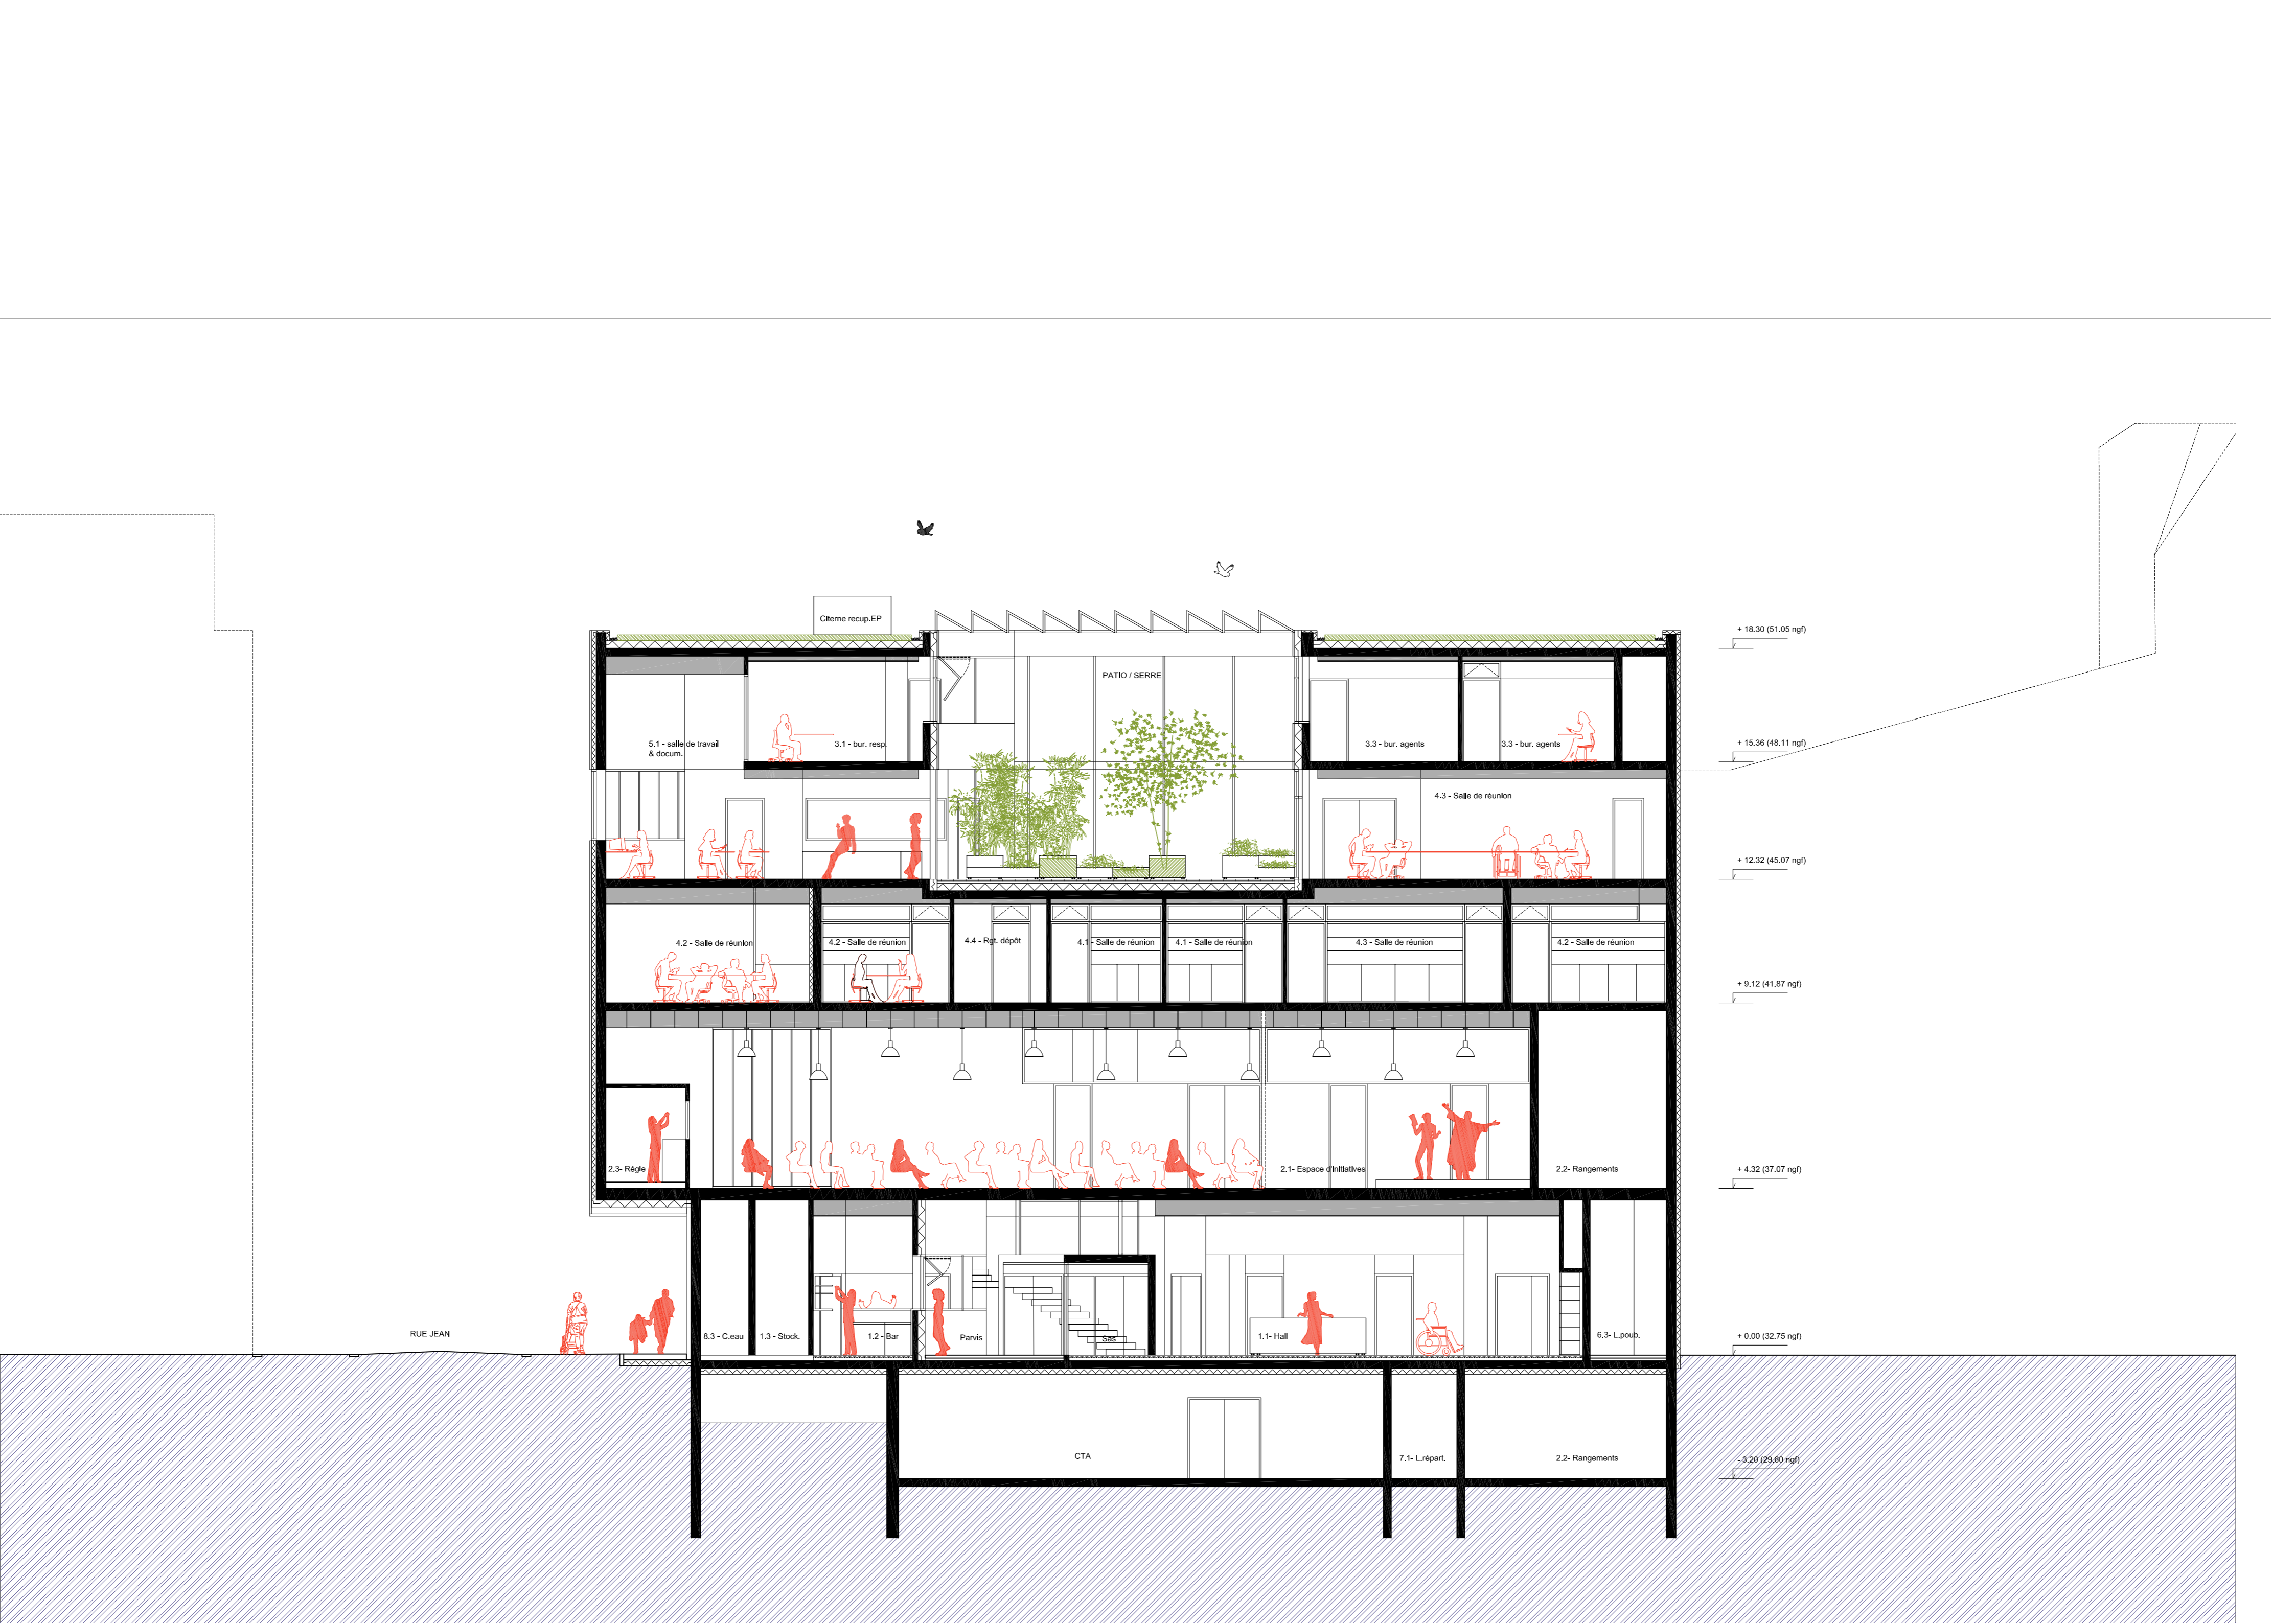 Citerne recup.EP
+ 18.30 (51.05 ngf)
PATIO / SERRE
5.1 - salle de travail
& docum.
3.1 - bur. resp.
3.3 - bur. agents
3.3 - bur. agents
+ 15.36 (48.11 ngf)
4.3 - Salle de réunion
+ 12.32 (45.07 ngf)
4.2 - Salle de réunion
4.2 - Salle de réunion
4.4 - Rgt. dépôt
4.1 - Salle de réunion
4.1 - Salle de réunion
4.3 - Salle de réunion
4.2 - Salle de réunion
+ 9.12 (41.87 ngf)
2.3- Régie
2.1- Espace d'initiatives
2.2- Rangements
+ 4.32 (37.07 ngf)
RUE JEAN
8.3 - C.eau
1.3 - Stock.
1.2 - Bar
Parvis
Sas
1.1- Hall
6.3- L.poub.
+ 0.00 (32.75 ngf)
CTA
7.1- L.répart.
2.2- Rangements
- 3.20 (29.60 ngf)